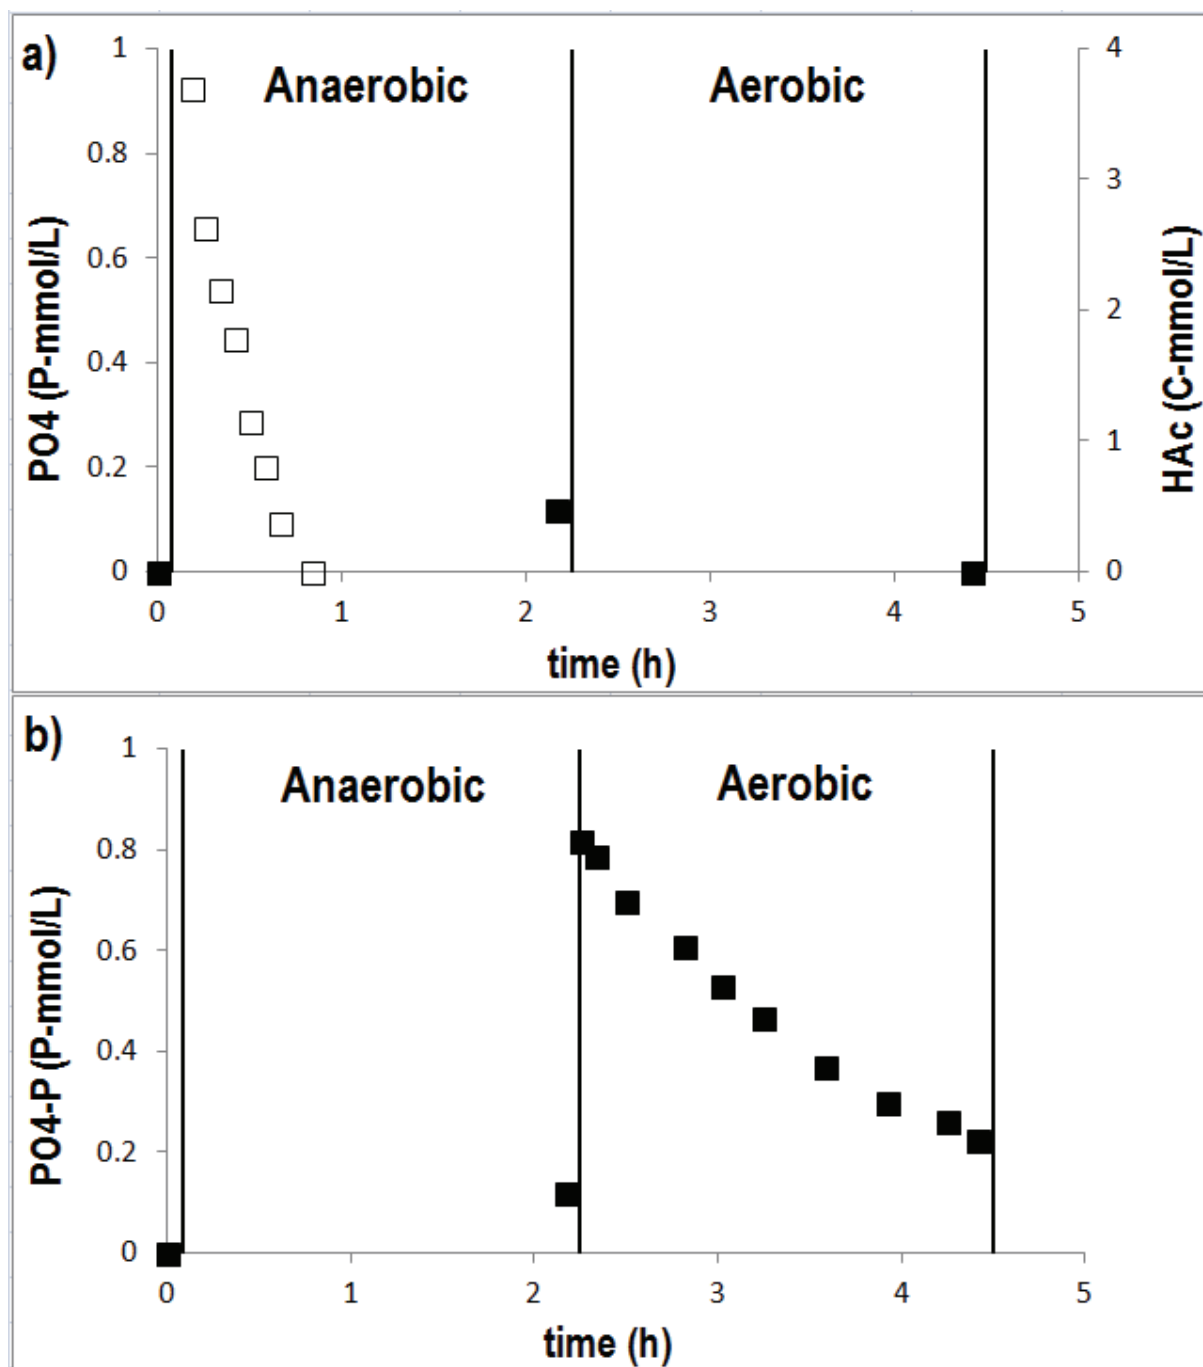 a)
Anaerobic
Aerobic
PO4 (P-mmol/L)
1
0.8
0.6
0.4
0.2
0
HAc (C-mmol/L)
4
3
2
1
0
0 1 2 3 4 5
time (h)
b)
Anaerobic
Aerobic
PO4-P (P-mmol/L)
1
0.8
0.6
0.4
0.2
0
0 1 2 3 4 5
time (h)